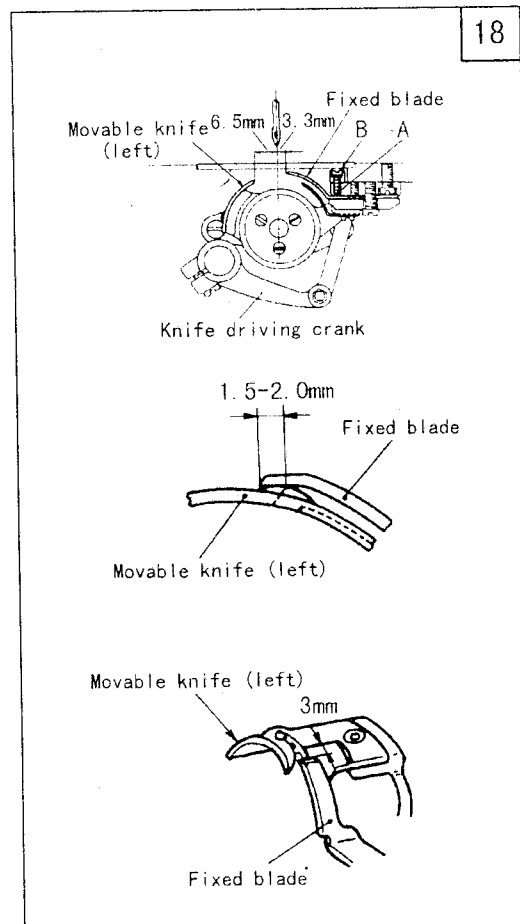 18
Fixed blade
Movable knife 6.5mm 3.3mm B A
(left)
Knife driving crank
1.5-2.0mm
Fixed blade
Movable knife (left)
Movable knife (left)
3mm
Fixed blade